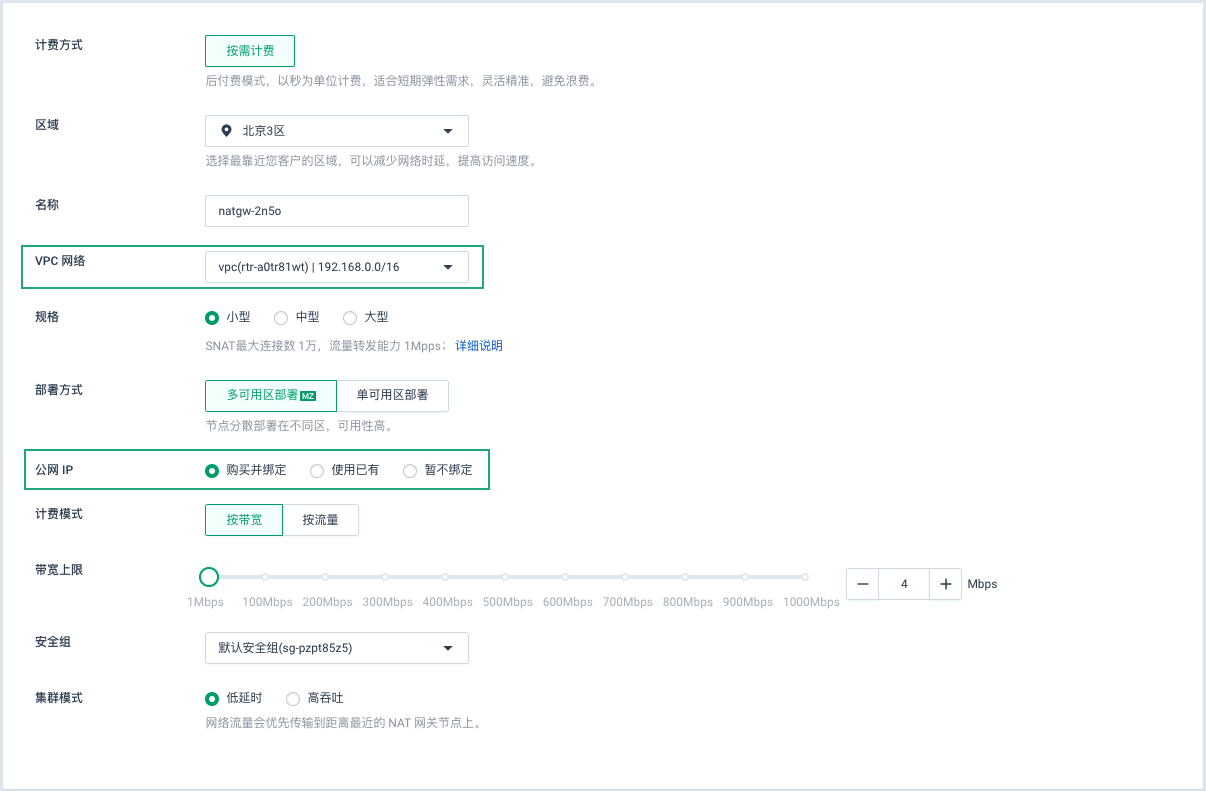 计费方式
按需计费
后付费模式，以秒为单位计费，适合短期弹性需求，灵活精准，避免浪费。
区域
北京3区
选择最靠近您客户的区域，可以减少网络时延，提高访问速度。
名称
natgw-2n5o
VPC 网络
vpc(rtr-a0tr81wt) | 192.168.0.0/16
规格
小型 中型 大型
SNAT最大连接数 1万，流量转发能力 1Mpps； 详细说明
部署方式
多可用区部署 MZ 单可用区部署
节点分散部署在不同区，可用性高。
公网 IP
购买并绑定 使用已有 暂不绑定
计费模式
按带宽 按流量
带宽上限
4 Mbps
1Mbps 100Mbps 200Mbps 300Mbps 400Mbps 500Mbps 600Mbps 700Mbps 800Mbps 900Mbps 1000Mbps
安全组
默认安全组(sg-pzpt85z5)
集群模式
低延时 高吞吐
网络流量会优先传输到距离最近的 NAT 网关节点上。